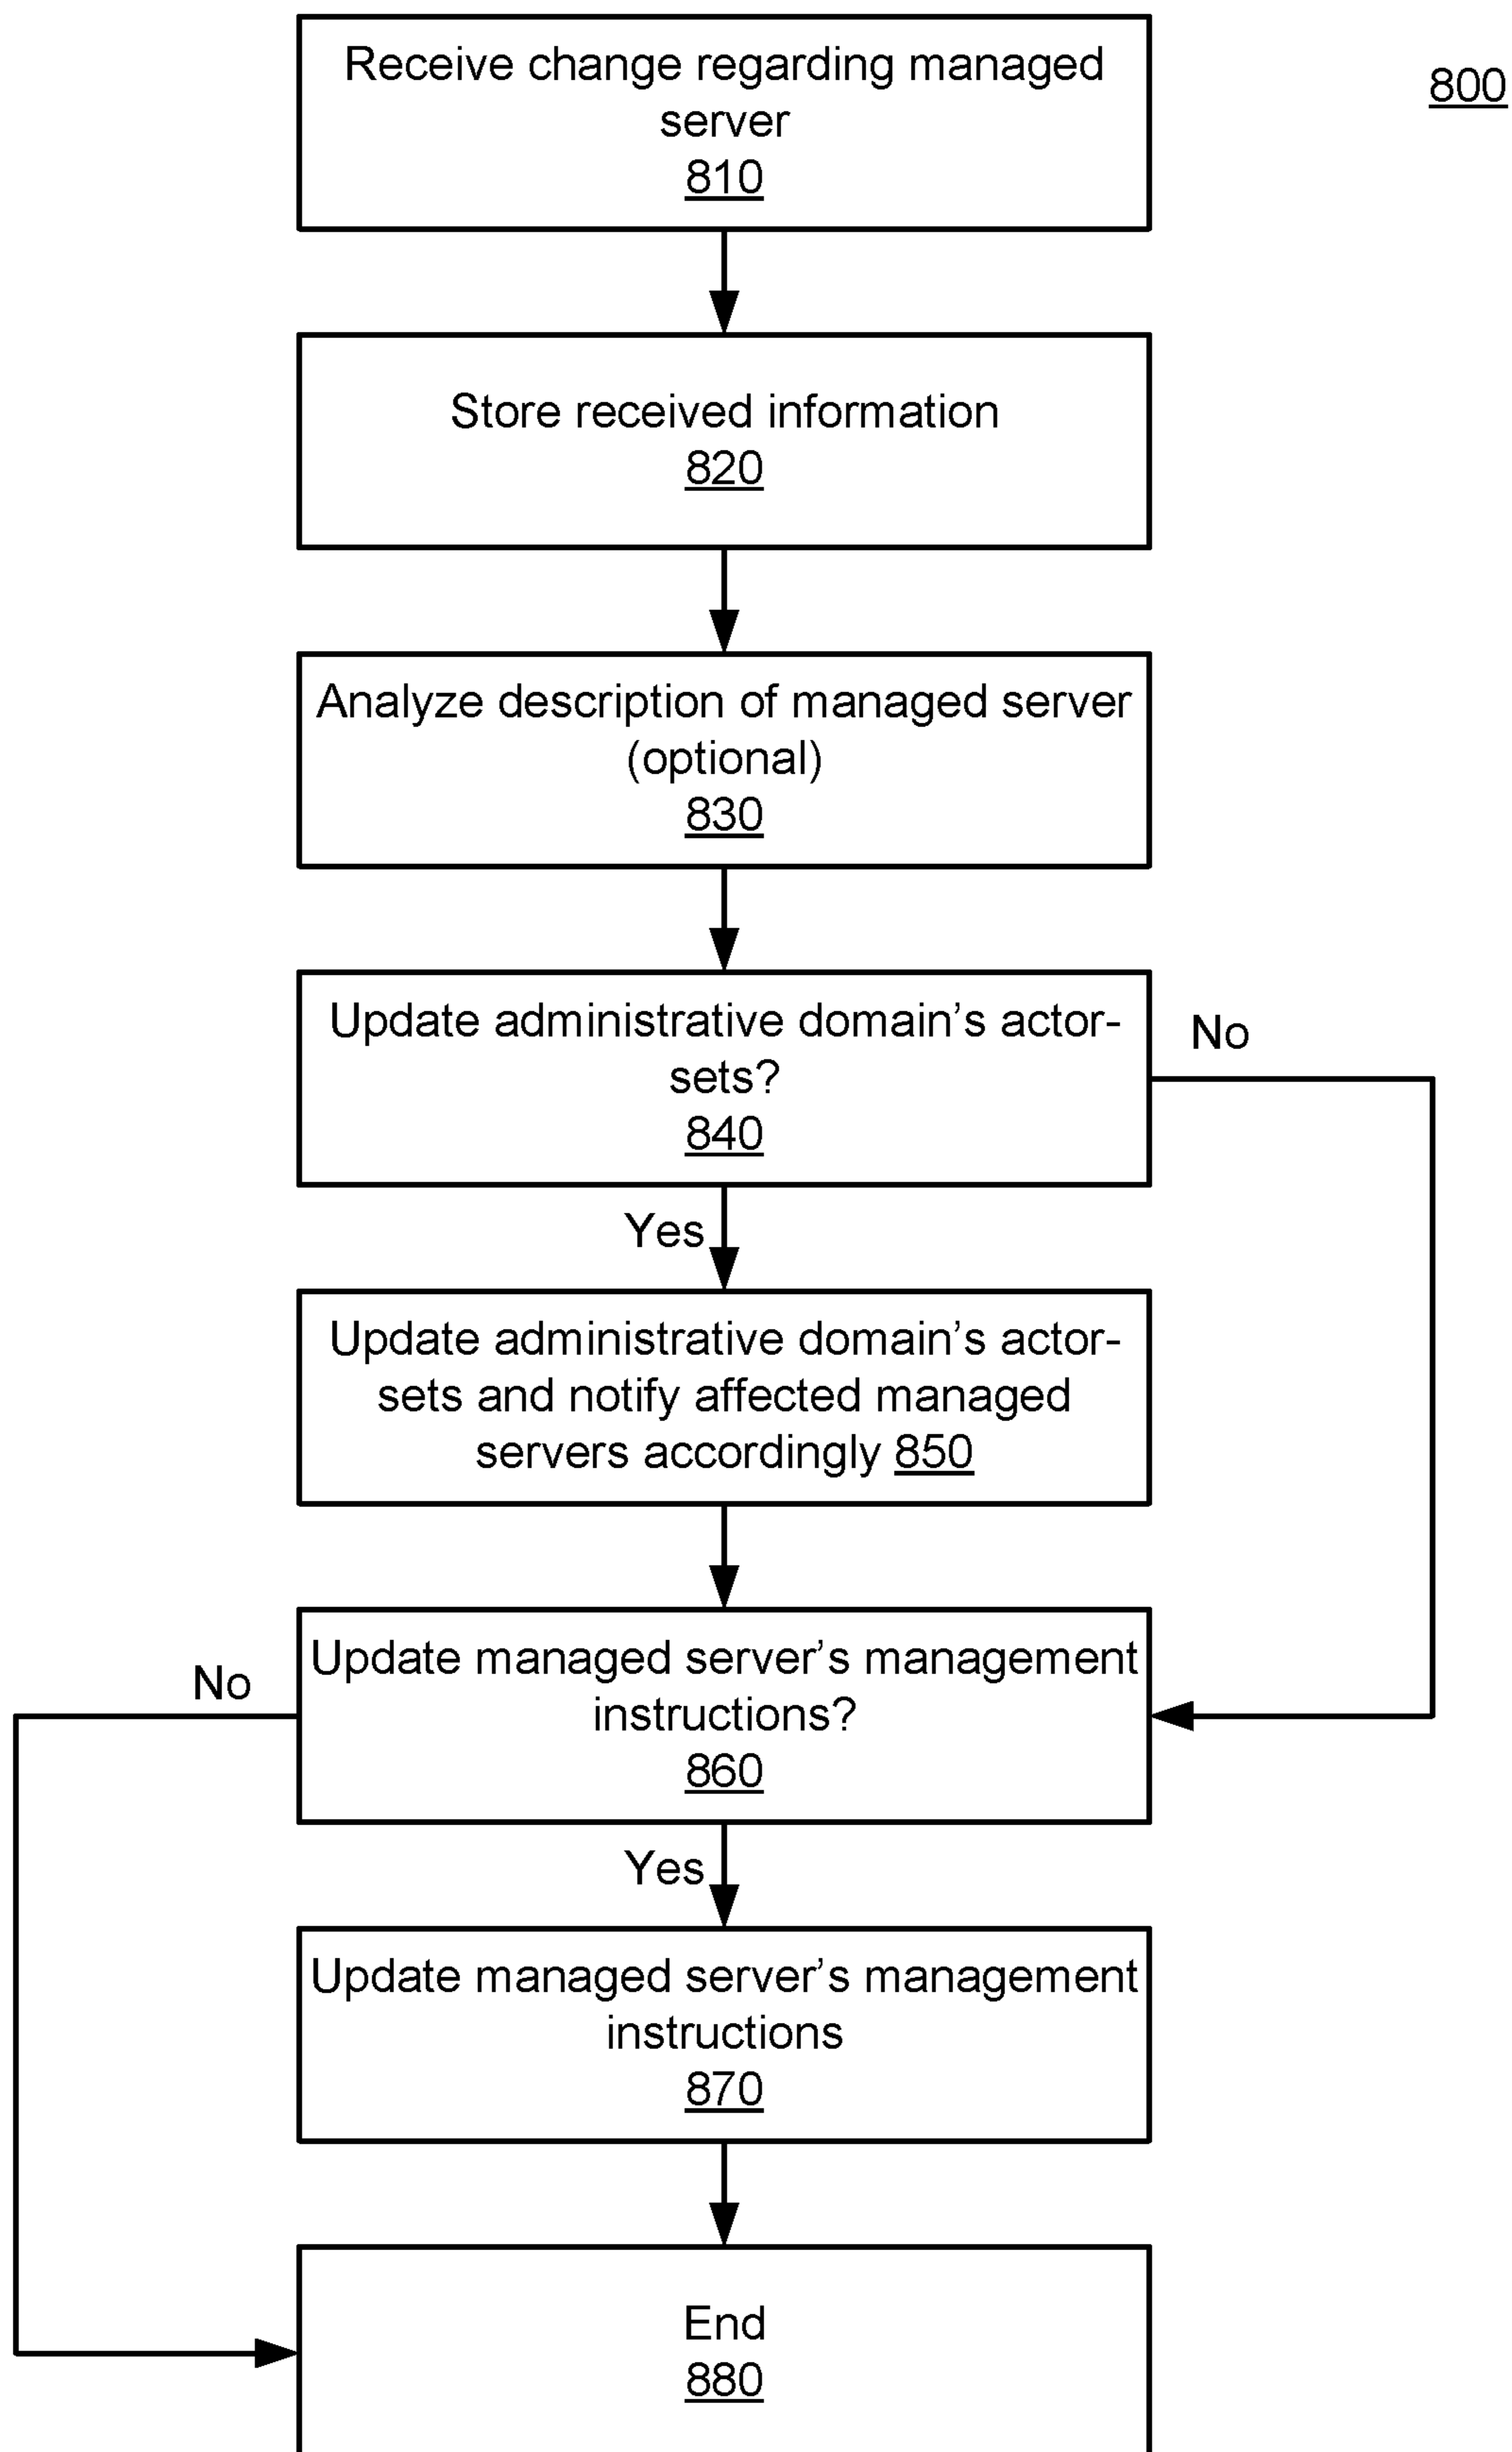 Receive change regarding managed
server
810
800
Store received information
820
Analyze description of managed server
(optional)
830
Update administrative domain’s actor-
sets?
840
No
Yes
Update administrative domain’s actor-
sets and notify affected managed
servers accordingly 850
Update managed server’s management
instructions?
860
No
Yes
Update managed server’s management
instructions
870
End
880